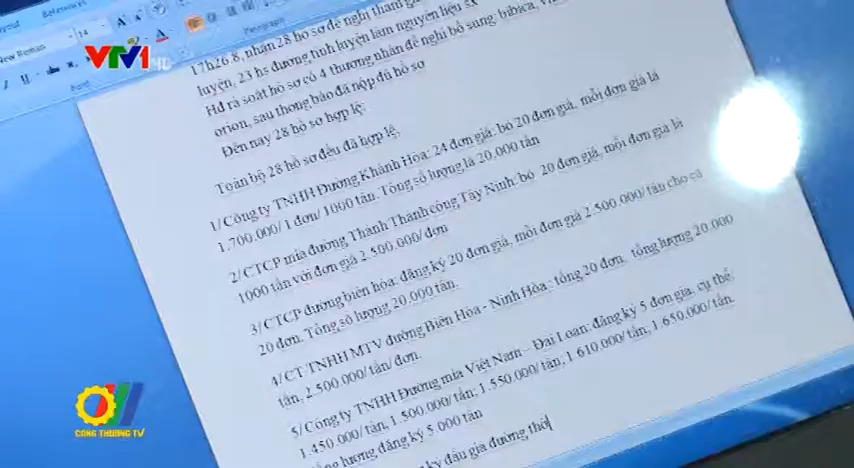 References
New Roman
14
A
Font
Paragraph
VTV1 HD
17h26.8, nhận 28 hồ sơ đề nghị tham gia
luyện, 23 hs đường tinh luyện làm nguyên liệu sx
Hđ rà soát hồ sơ có 4 thương nhân đề nghị bổ sung: bibica,
orion, sau thông báo đã nộp đủ hồ sơ
Đến nay 28 hồ sơ hợp lệ.
Toàn bộ 28 hồ sơ đều đã hợp lệ,
1/ Công ty TNHH Đường Khánh Hòa: 24 đơn giá: bỏ 20 đơn giá, mỗi đơn giá là
1.700.000/ 1 đơn/ 1000 tấn. Tổng số lượng là 20.000 tấn
2/ CTCP mía đường Thành Thành công Tây Ninh: bỏ 20 đơn giá, mỗi đơn giá là
1000 tấn với đơn giá 2.500.000/ đơn
3/ CTCP đường biên hòa: đăng ký 20 đơn giá, mỗi đơn giá 2.500.000/ tấn cho cả
20 đơn. Tổng số lượng 20.000 tấn.
4/ CT TNHH MTV đường Biên Hòa - Ninh Hòa - tổng 20 đơn, tổng lượng 20.000
tấn, 2.500.000/ tấn/ đơn.
5/ Công ty TNHH Đường mía Việt Nam – Đài Loan: đăng ký 5 đơn giá, cụ thể:
1.450.000/ tấn, 1.500.000/ tấn; 1.550.000/ tấn; 1.610.000/ tấn; 1.650.000/ tấn.
tổng lượng đăng ký 5.000 tấn
ký đấu giá đường thô
CÔNG THƯƠNG TV